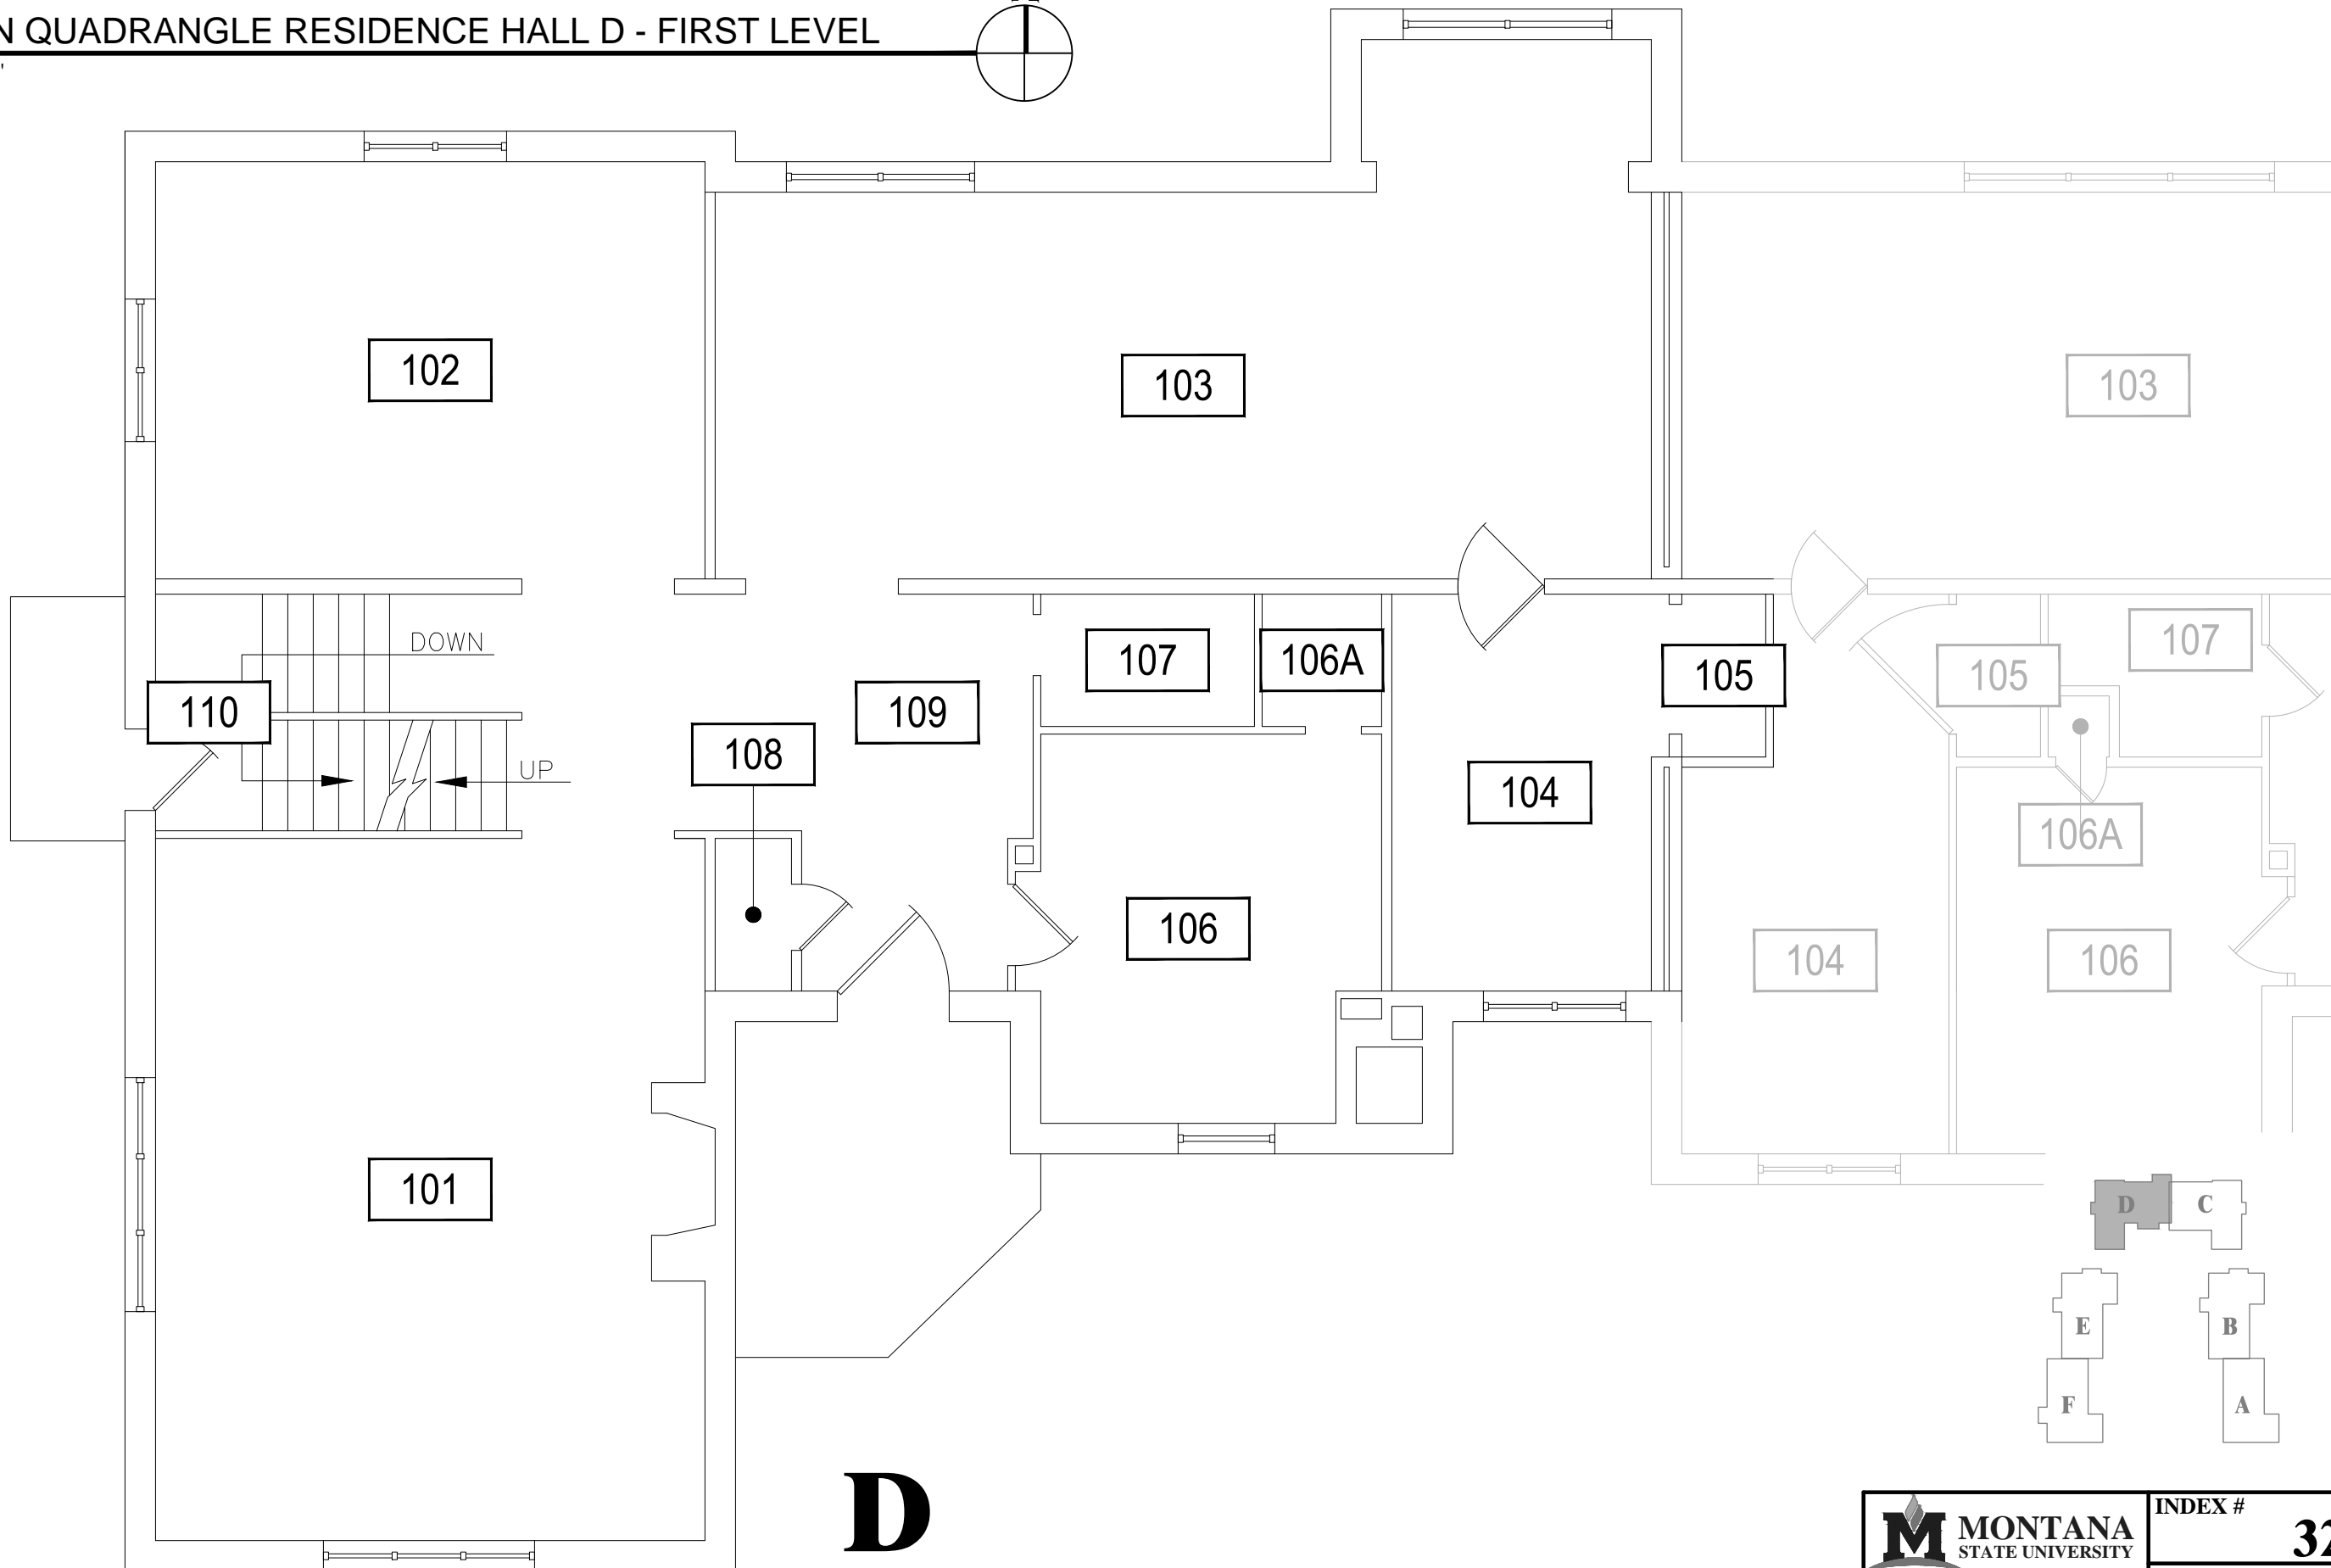 QUADRANGLE RESIDENCE HALL D - FIRST LEVEL
102
103
103
DOWN
107
106A
105
105
107
110
109
108
UP
104
106A
106
104
106
101
D
C
E
B
F
A
D
MONTANA
STATE UNIVERSITY
INDEX #
32